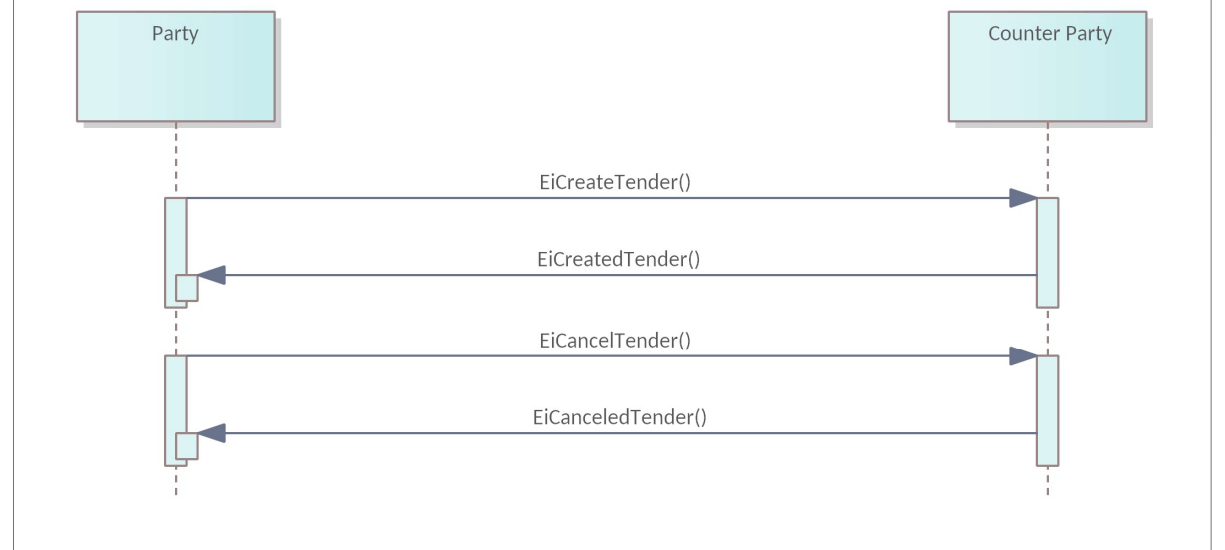 Party
Counter Party
EiCreateTender()
EiCreatedTender()
EiCancelTender()
EiCanceledTender()